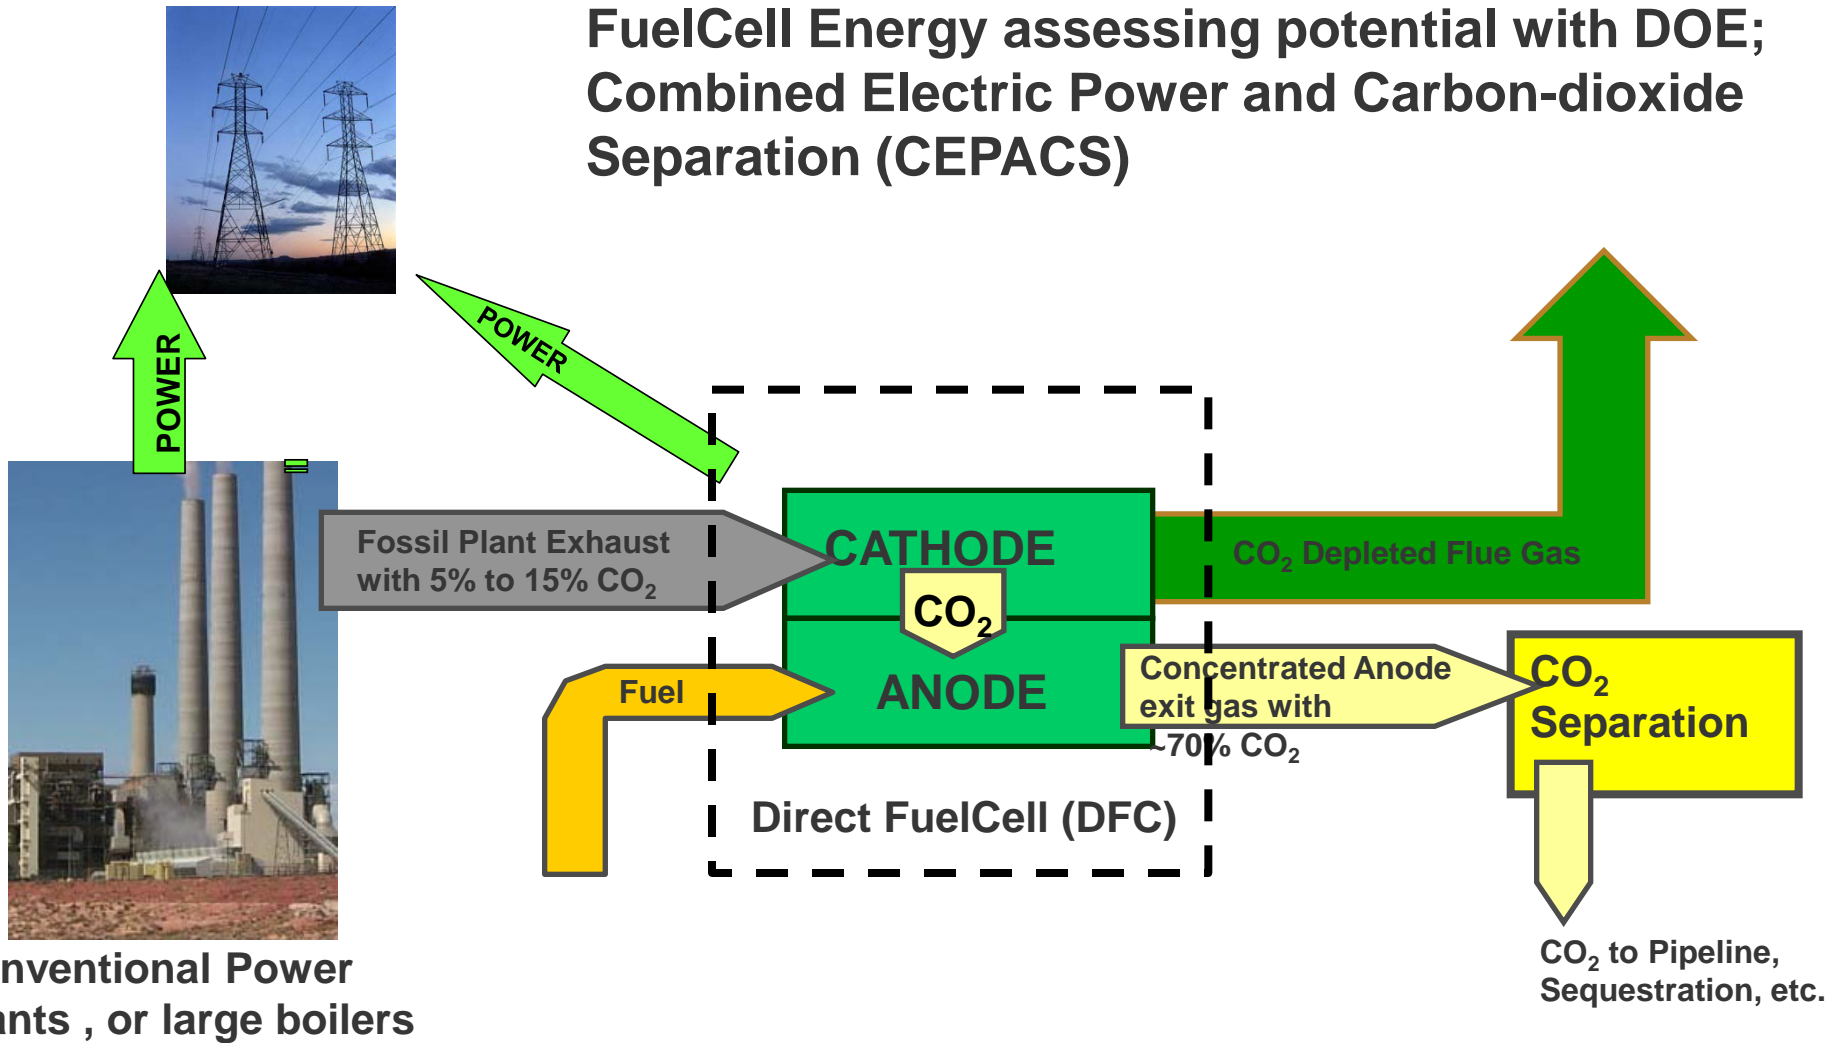 FuelCell Energy assessing potential with DOE;
Combined Electric Power and Carbon-dioxide
Separation (CEPACS)
POWER
POWER
Fossil Plant Exhaust
with 5% to 15% CO₂
CATHODE
CO₂
CO₂ Depleted Flue Gas
Fuel
ANODE
Concentrated Anode
exit gas with
~70% CO₂
CO₂
Separation
Direct FuelCell (DFC)
CO₂ to Pipeline,
Sequestration, etc.
nventional Power
ants , or large boilers